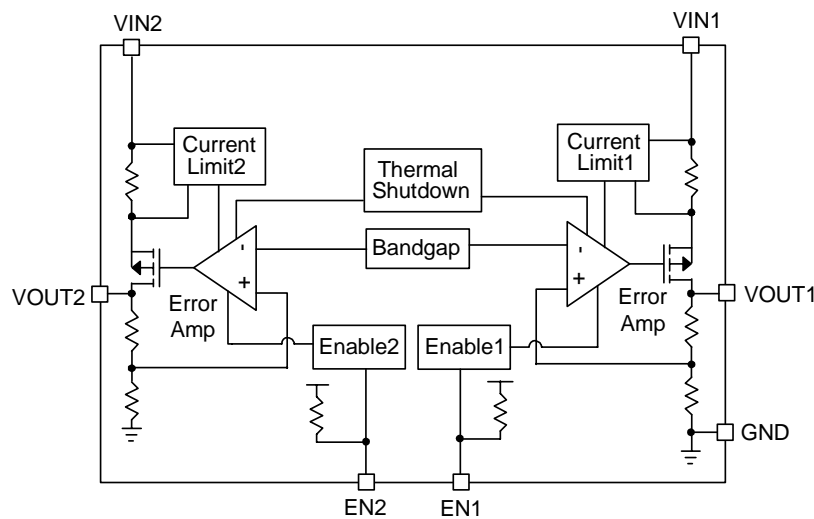 VIN2
VIN1
Current
Limit2
Thermal
Shutdown
Current
Limit1
-
Bandgap
-
+
+
VOUT2
Error
Amp
Error
Amp
VOUT1
Enable2
Enable1
GND
EN2
EN1